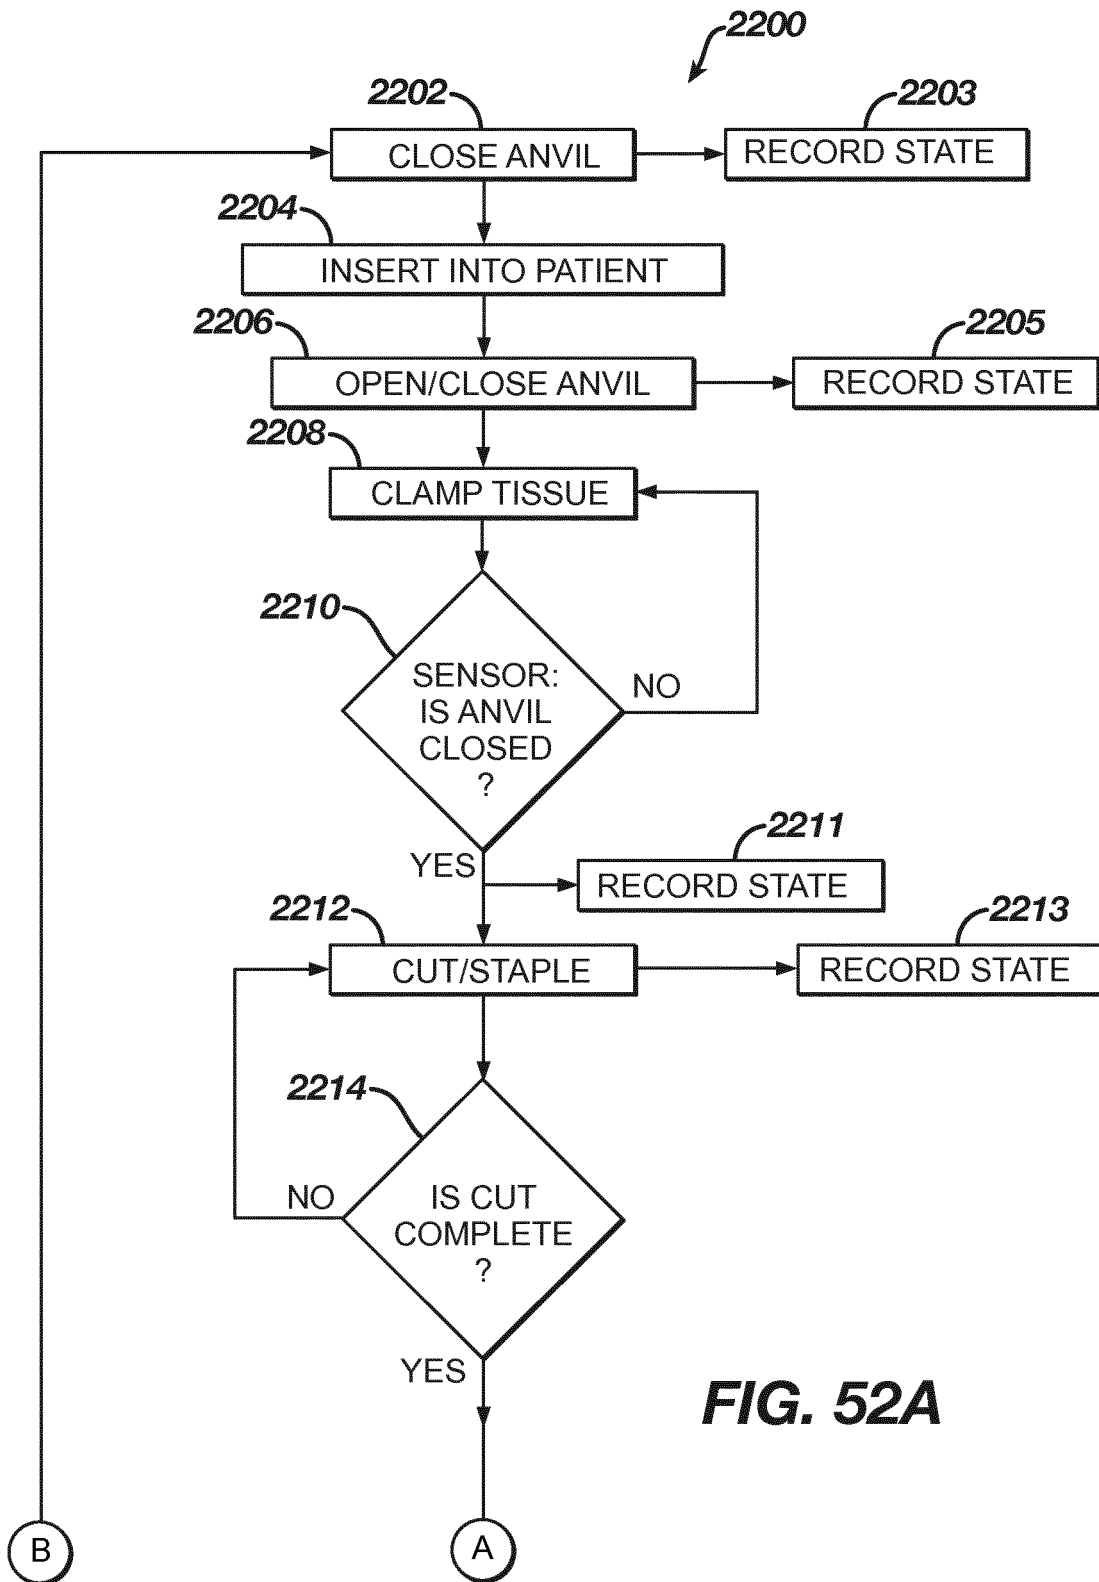 2200
2202
2203
CLOSE ANVIL
RECORD STATE
2204
INSERT INTO PATIENT
2206
2205
OPEN/CLOSE ANVIL
RECORD STATE
2208
CLAMP TISSUE
2210
SENSOR:
IS ANVIL
CLOSED
?
NO
YES
2211
RECORD STATE
2212
2213
CUT/STAPLE
RECORD STATE
2214
NO
IS CUT
COMPLETE
?
YES
FIG. 52A
B
A